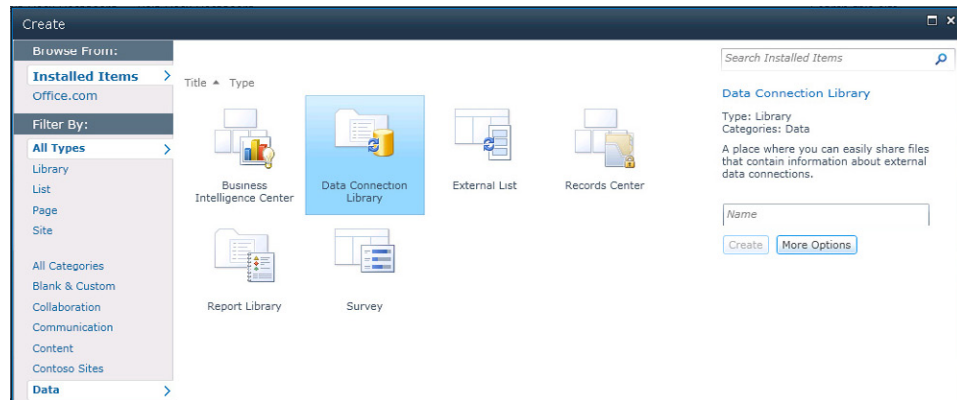 Create
Browse From:
Installed Items
Office.com
Filter By:
All Types
Library
List
Page
Site
All Categories
Blank & Custom
Collaboration
Communication
Content
Contoso Sites
Data
Title Type
Business
Intelligence Center
Data Connection
Library
External List
Records Center
Report Library
Survey
Search Installed Items
Data Connection Library
Type: Library
Categories: Data
A place where you can easily share files
that contain information about external
data connections.
Name
Create More Options